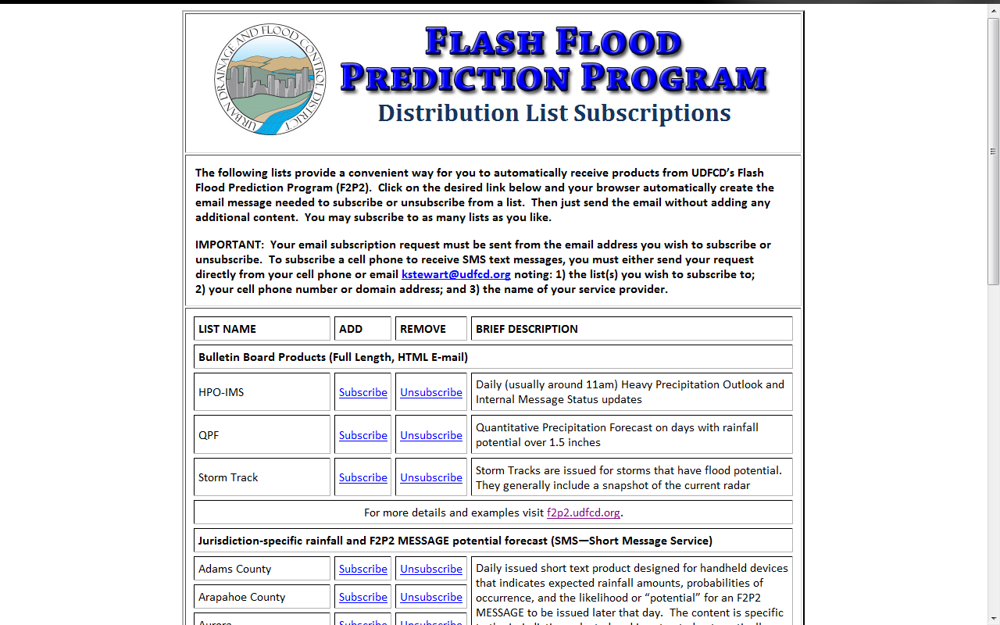 URBAN DRAINAGE AND FLOOD CONTROL DISTRICT
FLASH FLOOD
PREDICTION PROGRAM
Distribution List Subscriptions
The following lists provide a convenient way for you to automatically receive products from UDFCD’s Flash
Flood Prediction Program (F2P2).  Click on the desired link below and your browser automatically create the
email message needed to subscribe or unsubscribe from a list.  Then just send the email without adding any
additional content.  You may subscribe to as many lists as you like.
IMPORTANT:  Your email subscription request must be sent from the email address you wish to subscribe or
unsubscribe.  To subscribe a cell phone to receive SMS text messages, you must either send your request
directly from your cell phone or email kstewart@udfcd.org noting: 1) the list(s) you wish to subscribe to;
2) your cell phone number or domain address; and 3) the name of your service provider.
LIST NAME ADD REMOVE BRIEF DESCRIPTION
Bulletin Board Products (Full Length, HTML E-mail)
HPO-IMS Subscribe Unsubscribe Daily (usually around 11am) Heavy Precipitation Outlook and
Internal Message Status updates
QPF Subscribe Unsubscribe Quantitative Precipitation Forecast on days with rainfall
potential over 1.5 inches
Storm Track Subscribe Unsubscribe Storm Tracks are issued for storms that have flood potential.
They generally include a snapshot of the current radar
For more details and examples visit f2p2.udfcd.org.
Jurisdiction-specific rainfall and F2P2 MESSAGE potential forecast (SMS—Short Message Service)
Adams County Subscribe Unsubscribe Daily issued short text product designed for handheld devices
that indicates expected rainfall amounts, probabilities of
Arapahoe County Subscribe Unsubscribe occurrence, and the likelihood or “potential” for an F2P2
MESSAGE to be issued later that day.  The content is specific
Aurora Subscribe Unsubscribe